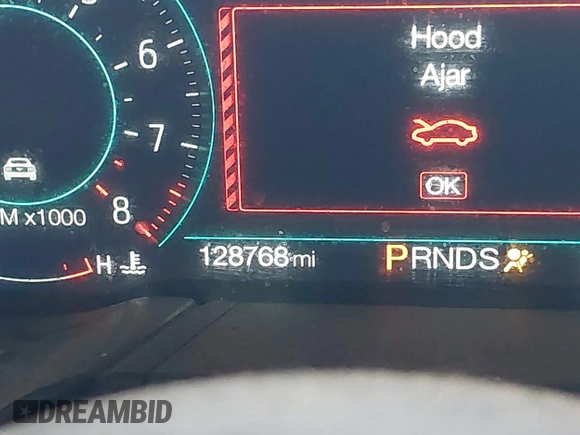 Hood
Ajar
OK
6
7
8
M x1000
H
128768 mi
PRNDS
DREAMBID